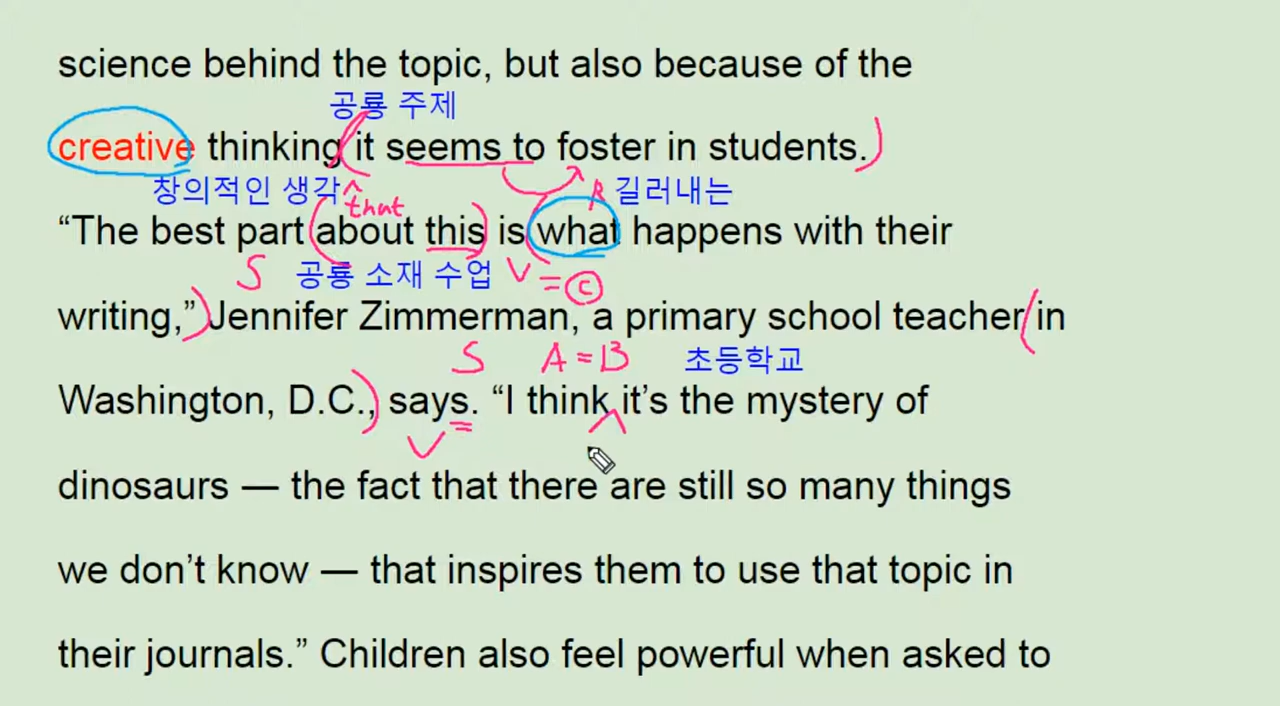 science behind the topic, but also because of the
공룡 주제
creative thinking it seems to foster in students.
창의적인 생각 that 길러내는
“The best part about this is what happens with their
S 공룡 소재 수업 V = C
writing,” Jennifer Zimmerman, a primary school teacher in
S A = B 초등학교
Washington, D.C., says. “I think it’s the mystery of
V
dinosaurs — the fact that there are still so many things
we don’t know — that inspires them to use that topic in
their journals.” Children also feel powerful when asked to